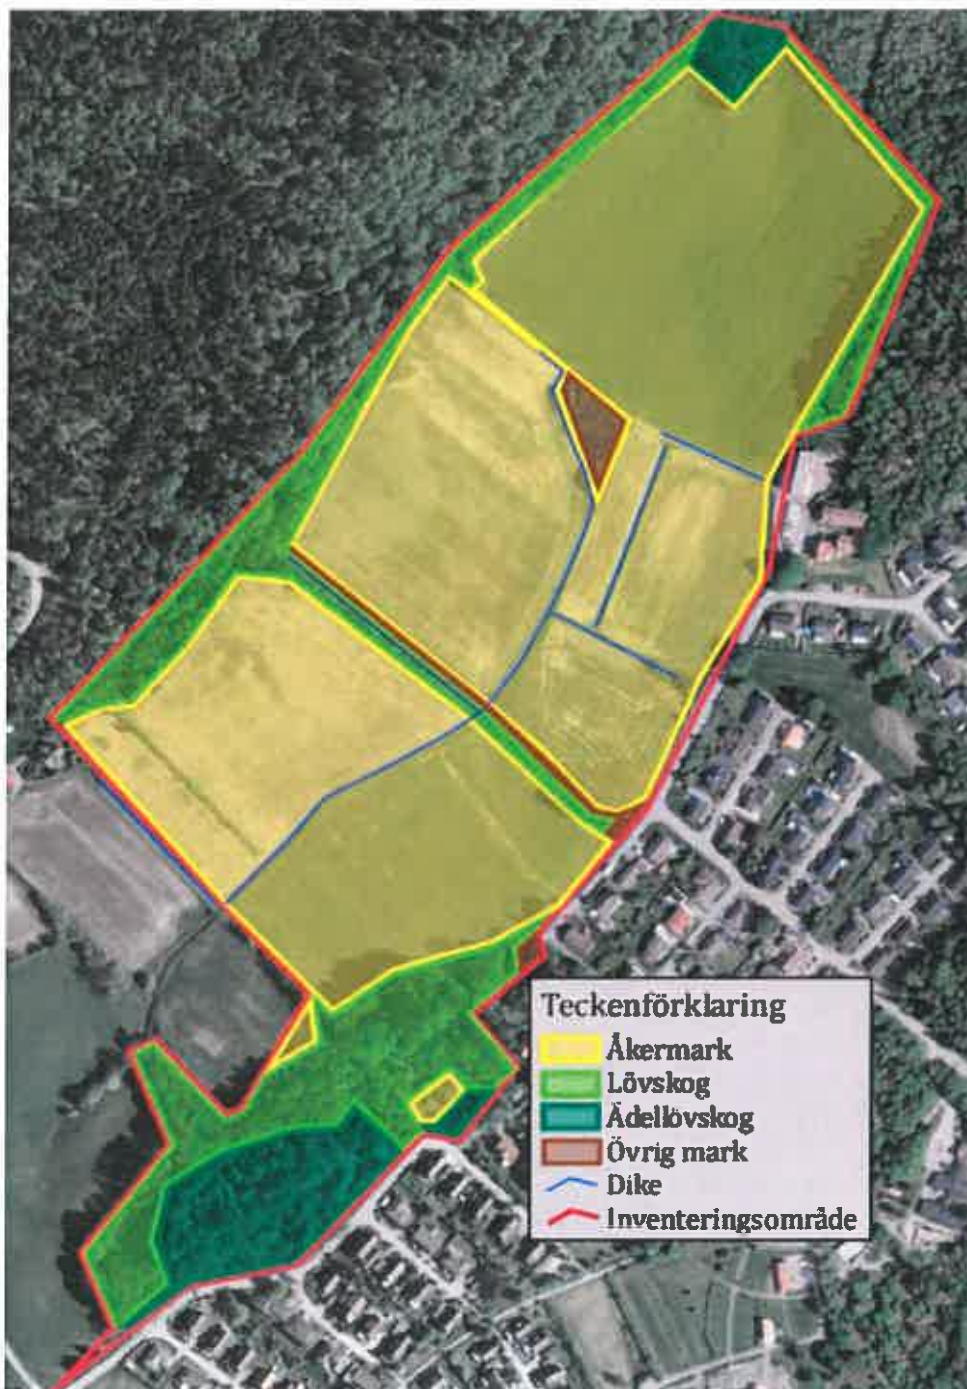 Teckenförklaring
Åkermark
Lövskog
Ädellövskog
Övrig mark
Dike
Inventeringsområde